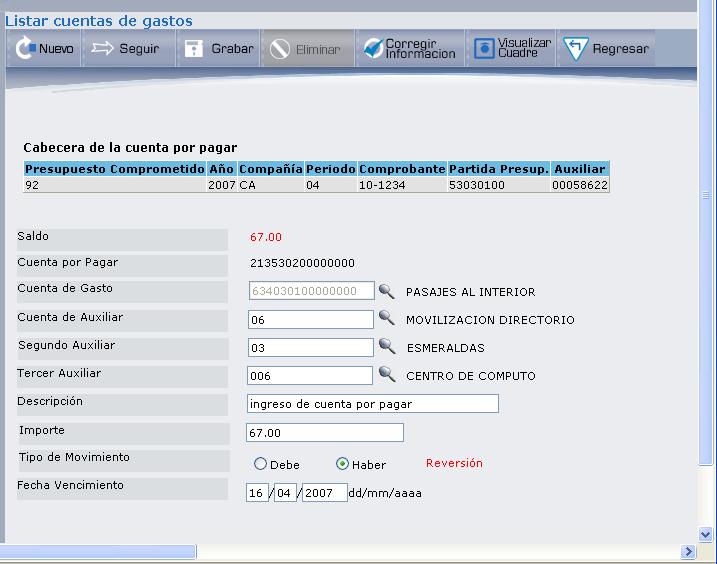 Listar cuentas de gastos
Nuevo Seguir Grabar Eliminar Corregir Informacion Visualizar Cuadre Regresar
Cabecera de la cuenta por pagar
Presupuesto Comprometido Año Compañía Periodo Comprobante Partida Presup. Auxiliar
92 2007 CA 04 10-1234 53030100 00058622
Saldo 67.00
Cuenta por Pagar 213530200000000
Cuenta de Gasto 634030100000000 PASAJES AL INTERIOR
Cuenta de Auxiliar 06 MOVILIZACION DIRECTORIO
Segundo Auxiliar 03 ESMERALDAS
Tercer Auxiliar 006 CENTRO DE COMPUTO
Descripción ingreso de cuenta por pagar
Importe 67.00
Tipo de Movimiento Debe Haber Reversión
Fecha Vencimiento 16/04/2007 dd/mm/aaaa